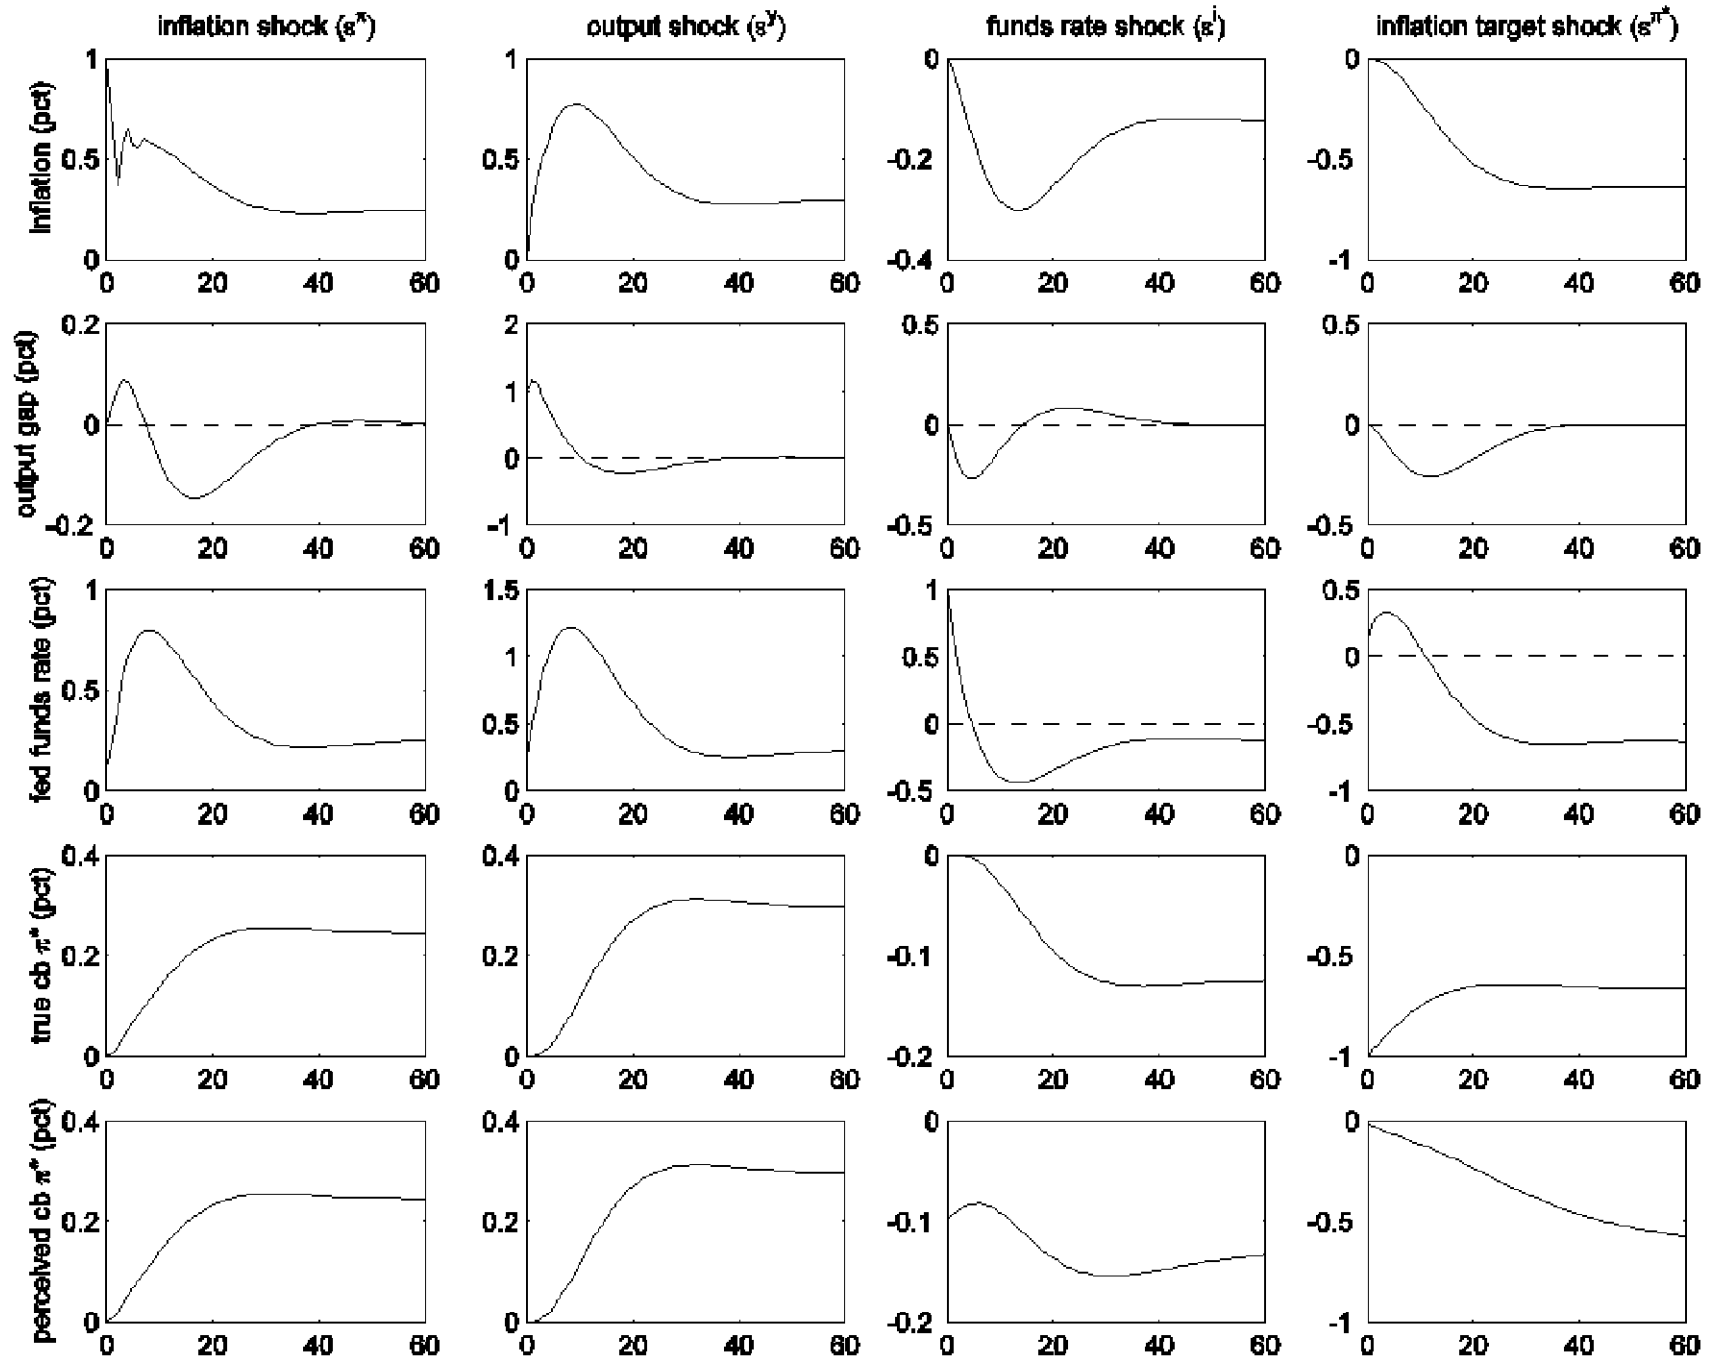 inflation shock (ε^π) output shock (ε^y) funds rate shock (ε^i) inflation target shock (ε^π*)
inflation (pct)
1 1 0 0
0.5 0.5 -0.2 -0.5
0 0 -0.4 -1
0 20 40 60 0 20 40 60 0 20 40 60 0 20 40 60
output gap (pct)
0.2 2 0.5 0.5
1
0 0 0 0
-0.2 -1 -0.5 -0.5
0 20 40 60 0 20 40 60 0 20 40 60 0 20 40 60
fed funds rate (pct)
1 1.5 1 0.5
1 0.5 0
0.5 0.5 0 -0.5
0 0 -0.5 -1
0 20 40 60 0 20 40 60 0 20 40 60 0 20 40 60
true cb π* (pct)
0.4 0.4 0 0
0.2 0.2 -0.1 -0.5
0 0 -0.2 -1
0 20 40 60 0 20 40 60 0 20 40 60 0 20 40 60
perceived cb π* (pct)
0.4 0.4 0 0
0.2 0.2 -0.1 -0.5
0 0 -0.2 -1
0 20 40 60 0 20 40 60 0 20 40 60 0 20 40 60